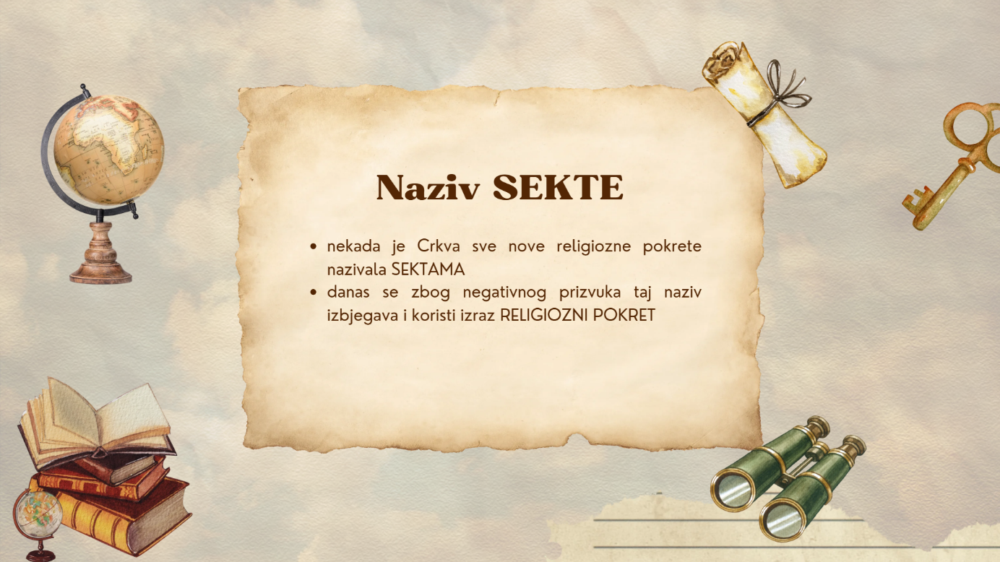 Naziv SEKTE
• nekada je Crkva sve nove religiozne pokrete
nazivala SEKTAMA
• danas se zbog negativnog prizvuka taj naziv
izbjegava i koristi izraz RELIGIOZNI POKRET